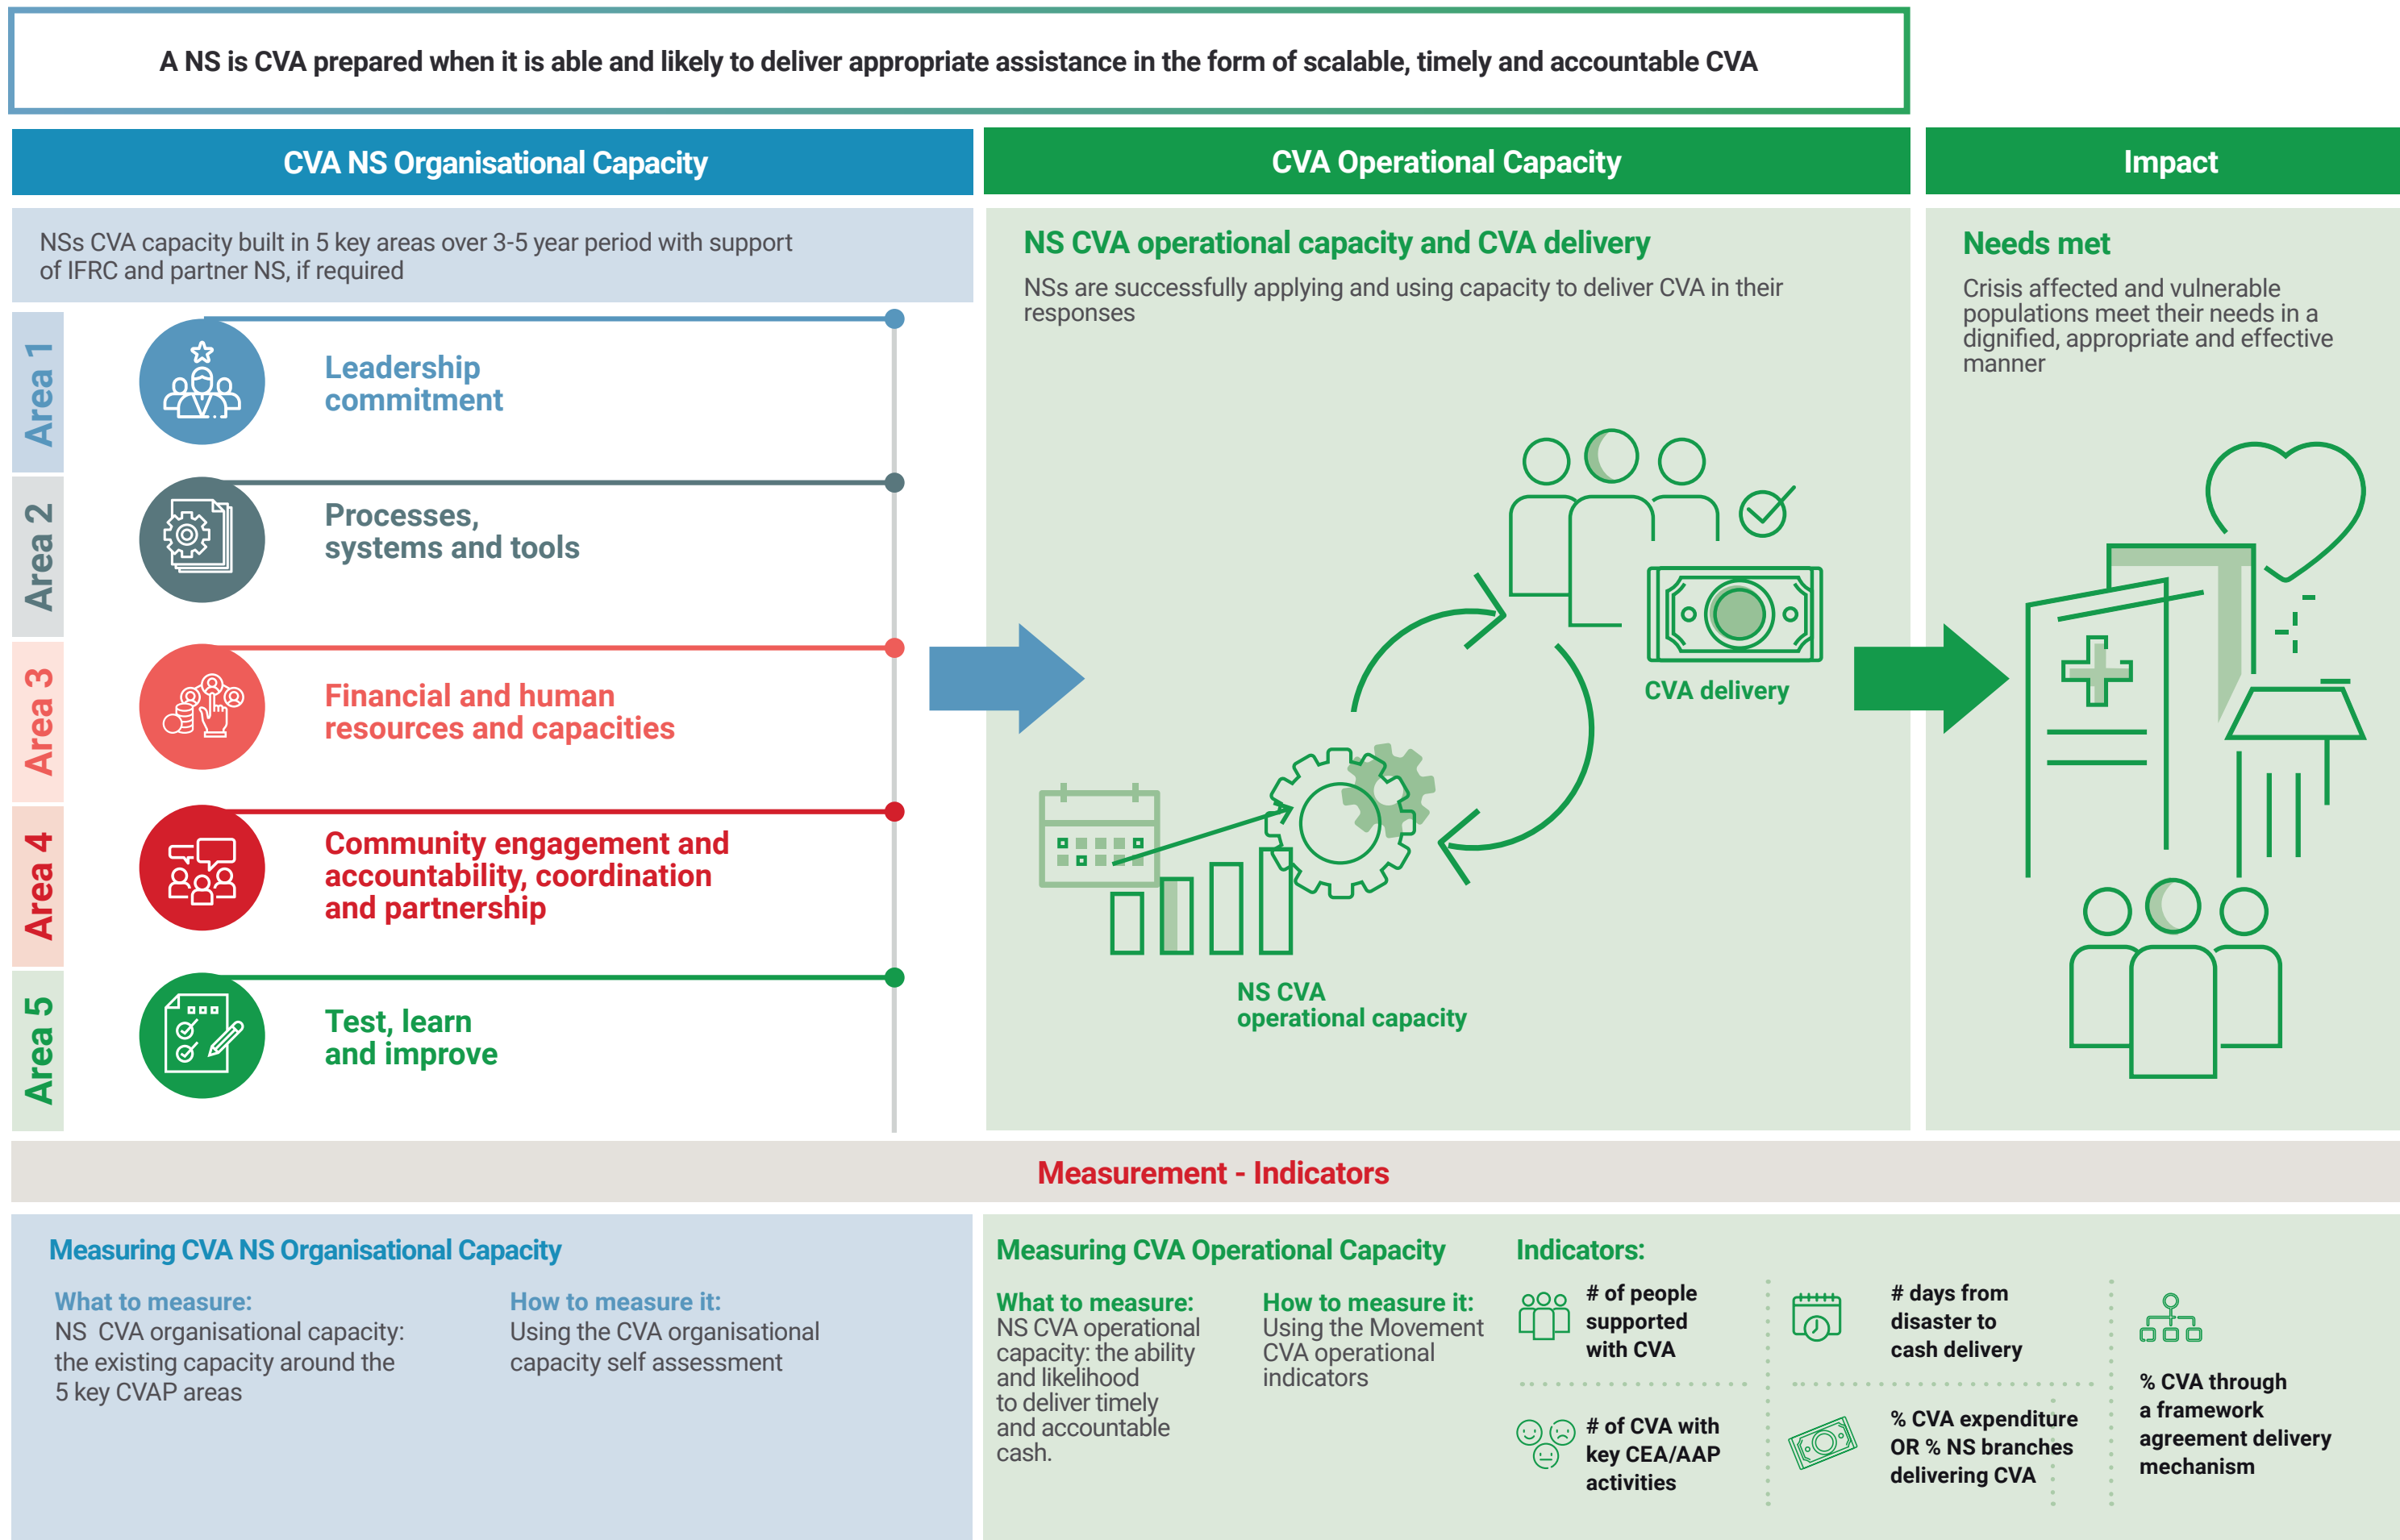 A NS is CVA prepared when it is able and likely to deliver appropriate assistance in the form of scalable, timely and accountable CVA
CVA NS Organisational Capacity
NSs CVA capacity built in 5 key areas over 3-5 year period with support
of IFRC and partner NS, if required
Area 1
Leadership
commitment
Area 2
Processes,
systems and tools
Area 3
Financial and human
resources and capacities
Area 4
Community engagement and
accountability, coordination
and partnership
Area 5
Test, learn
and improve
CVA Operational Capacity
NS CVA operational capacity and CVA delivery
NSs are successfully applying and using capacity to deliver CVA in their
responses
CVA delivery
NS CVA
operational capacity
Impact
Needs met
Crisis affected and vulnerable
populations meet their needs in a
dignified, appropriate and effective
manner
Measurement - Indicators
Measuring CVA NS Organisational Capacity
What to measure:
NS CVA organisational capacity:
the existing capacity around the
5 key CVAP areas
How to measure it:
Using the CVA organisational
capacity self assessment
Measuring CVA Operational Capacity
What to measure:
NS CVA operational
capacity: the ability
and likelihood
to deliver timely
and accountable
cash.
How to measure it:
Using the Movement
CVA operational
indicators
Indicators:
# of people
supported
with CVA
# of CVA with
key CEA/AAP
activities
# days from
disaster to
cash delivery
% CVA expenditure
OR % NS branches
delivering CVA
% CVA through
a framework
agreement delivery
mechanism